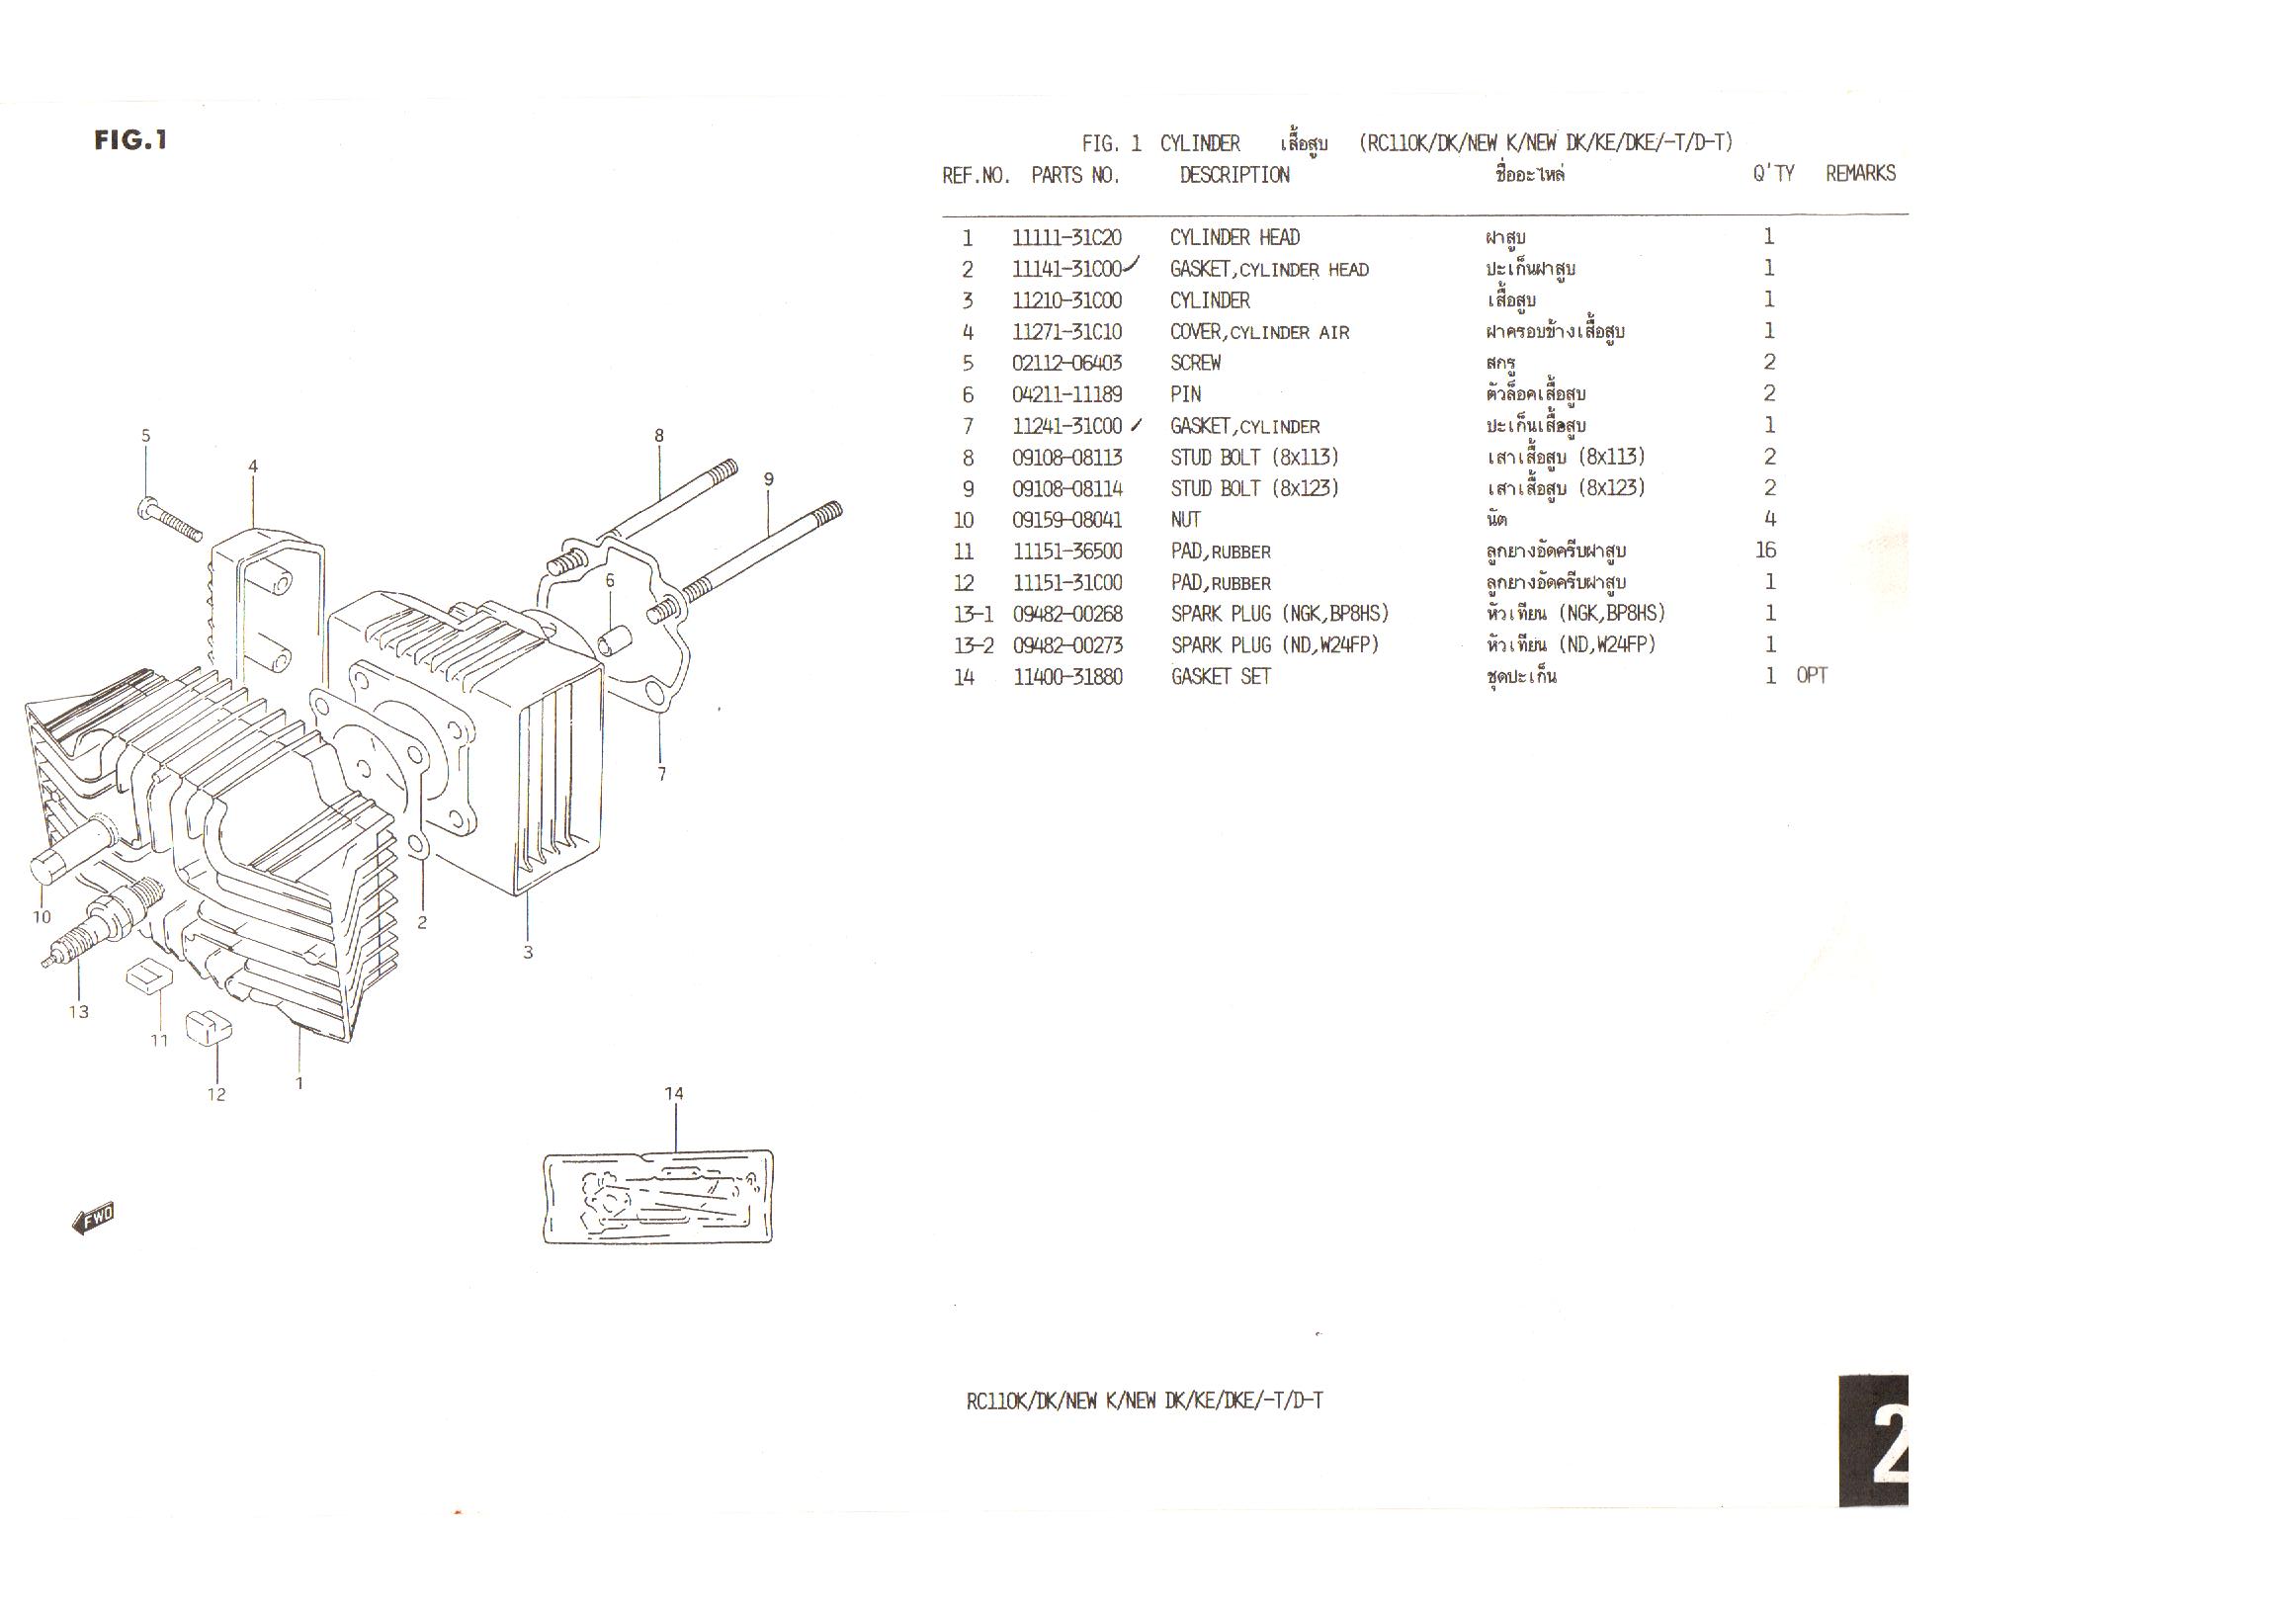 FIG.1
FIG. 1 CYLINDER เสื้อสูบ (RC110K/DK/NEW K/NEW DK/KE/DKE/-T/D-T)
REF.NO. PARTS NO. DESCRIPTION ชื่ออะไหล่ Q'TY REMARKS
1 11111-31C20 CYLINDER HEAD ฝาสูบ 1
2 11141-31C00 GASKET,CYLINDER HEAD ปะเก็นฝาสูบ 1
3 11210-31C00 CYLINDER เสื้อสูบ 1
4 11271-31C10 COVER,CYLINDER AIR ฝาครอบข้างเสื้อสูบ 1
5 02112-06403 SCREW สกรู 2
6 04211-11189 PIN ตัวล็อคเสื้อสูบ 2
7 11241-31C00 GASKET,CYLINDER ปะเก็นเสื้อสูบ 1
8 09108-08113 STUD BOLT (8x113) เสาเสื้อสูบ (8x113) 2
9 09108-08114 STUD BOLT (8x123) เสาเสื้อสูบ (8x123) 2
10 09159-08041 NUT นัต 4
11 11151-36500 PAD,RUBBER ลูกยางอัดครีบฝาสูบ 16
12 11151-31C00 PAD,RUBBER ลูกยางอัดครีบฝาสูบ 1
13-1 09482-00268 SPARK PLUG (NGK,BP8HS) หัวเทียน (NGK,BP8HS) 1
13-2 09482-00273 SPARK PLUG (ND,W24FP) หัวเทียน (ND,W24FP) 1
14 11400-31880 GASKET SET ชุดปะเก็น 1 OPT
5
4
8
9
6
7
10
2
3
13
11
12
1
14
FWD
RC110K/DK/NEW K/NEW DK/KE/DKE/-T/D-T
2